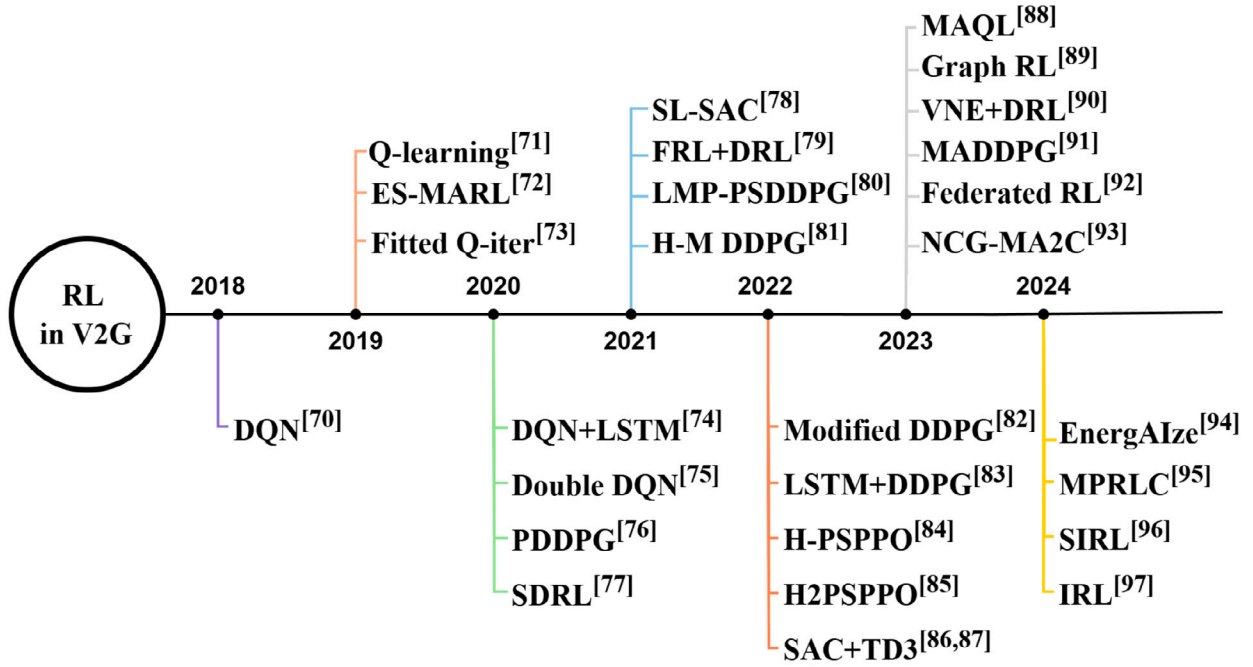 RL
in V2G
2018
DQN[70]
2019
Q-learning[71]
ES-MARL[72]
Fitted Q-iter[73]
2020
DQN+LSTM[74]
Double DQN[75]
PDDPG[76]
SDRL[77]
2021
SL-SAC[78]
FRL+DRL[79]
LMP-PSDDPG[80]
H-M DDPG[81]
2022
Modified DDPG[82]
LSTM+DDPG[83]
H-PSPPO[84]
H2PSPPO[85]
SAC+TD3[86,87]
2023
MAQL[88]
Graph RL[89]
VNE+DRL[90]
MADDPG[91]
Federated RL[92]
NCG-MA2C[93]
2024
EnergAIze[94]
MPRLC[95]
SIRL[96]
IRL[97]